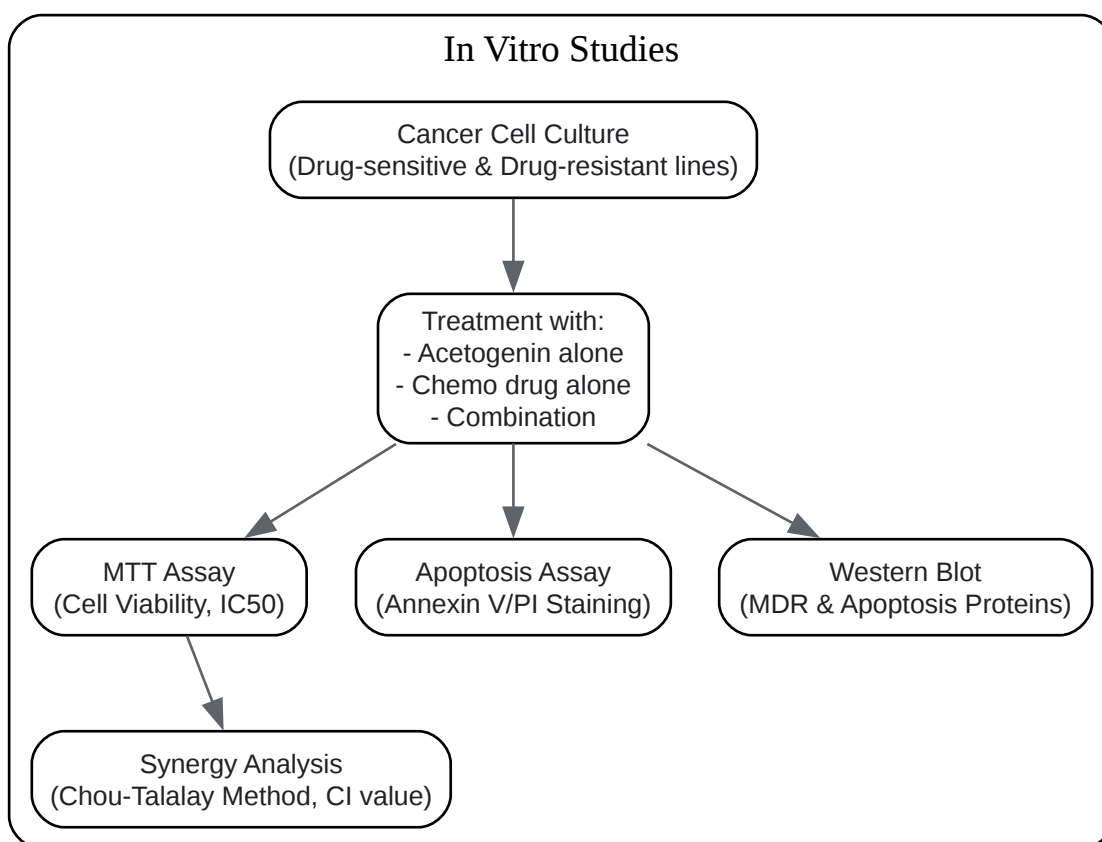 In Vitro Studies
Cancer Cell Culture
(Drug-sensitive & Drug-resistant lines)
Treatment with:
- Acetogenin alone
- Chemo drug alone
- Combination
MTT Assay
(Cell Viability, IC50)
Apoptosis Assay
(Annexin V/PI Staining)
Western Blot
(MDR & Apoptosis Proteins)
Synergy Analysis
(Chou-Talalay Method, CI value)